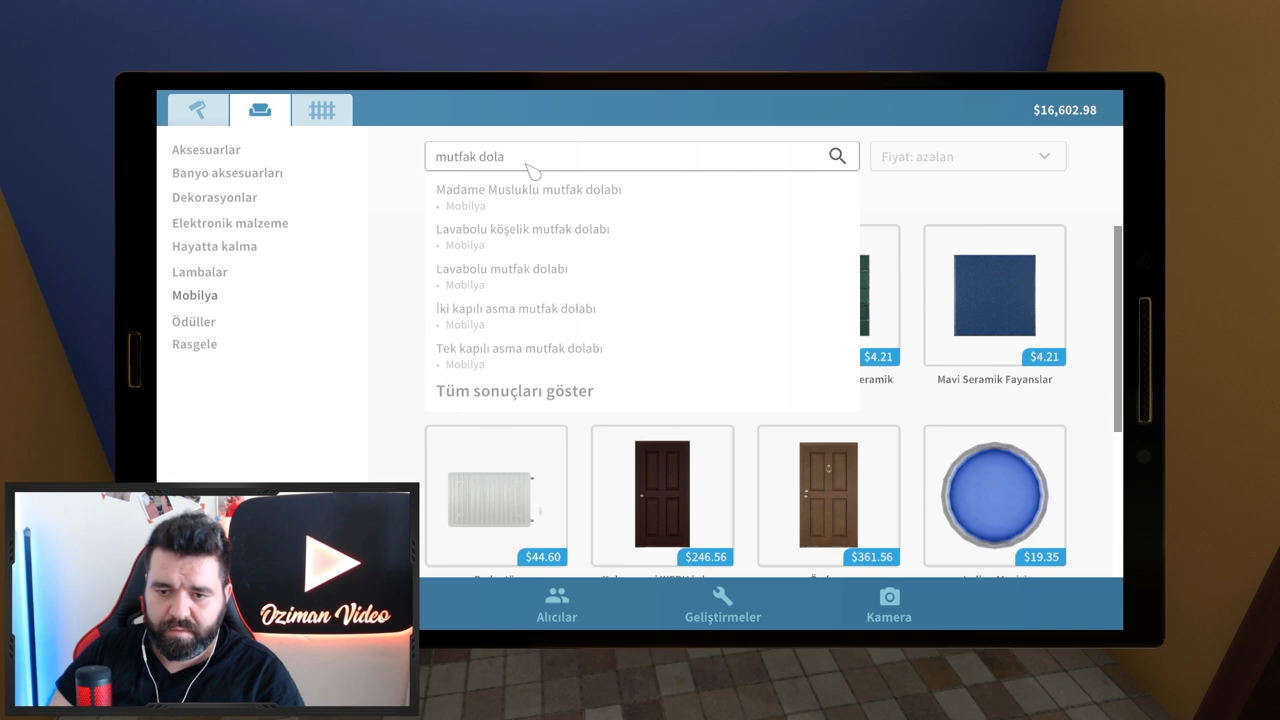 $16,602.98
Aksesuarlar
Banyo aksesuarları
Dekorasyonlar
Elektronik malzeme
Hayatta kalma
Lambalar
Mobilya
Ödüller
Rasgele
mutfak dola
Fiyat: azalan
Madame Musluklu mutfak dolabı
• Mobilya
Lavabolu köşelik mutfak dolabı
• Mobilya
Lavabolu mutfak dolabı
• Mobilya
İki kapılı asma mutfak dolabı
• Mobilya
Tek kapılı asma mutfak dolabı
• Mobilya
Tüm sonuçları göster
$4.21
$4.21
eramik
Mavi Seramik Fayanslar
$44.60
$246.56
$361.56
$19.35
Oziman Video
Alıcılar
Geliştirmeler
Kamera